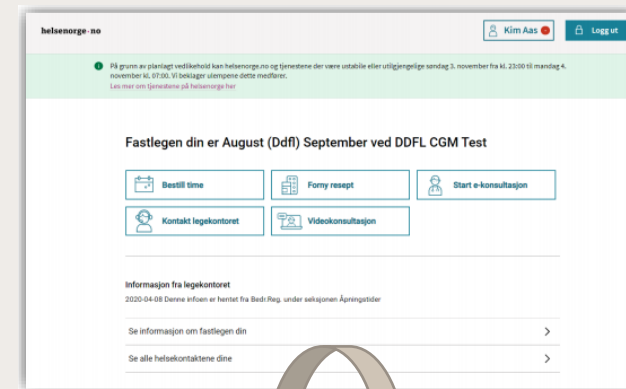 helsenorge.no
Kim Aas
Logg ut
På grunn av planlagt vedlikehold kan helsenorge.no og tjenestene der være ustabile eller utilgjengelige søndag 3. november fra kl. 23:00 til mandag 4.
november kl. 07:00. Vi beklager ulempene dette medfører.
Les mer om tjenestene på helsenorge her
Fastlegen din er August (Ddfl) September ved DDFL CGM Test
Bestill time
Forny resept
Start e-konsultasjon
Kontakt legekontoret
Videokonsultasjon
Informasjon fra legekontoret
2020-04-08 Denne infoen er hentet fra Bedr.Reg. under seksjonen Åpningstider
Se informasjon om fastlegen din
Se alle helsekontaktene dine